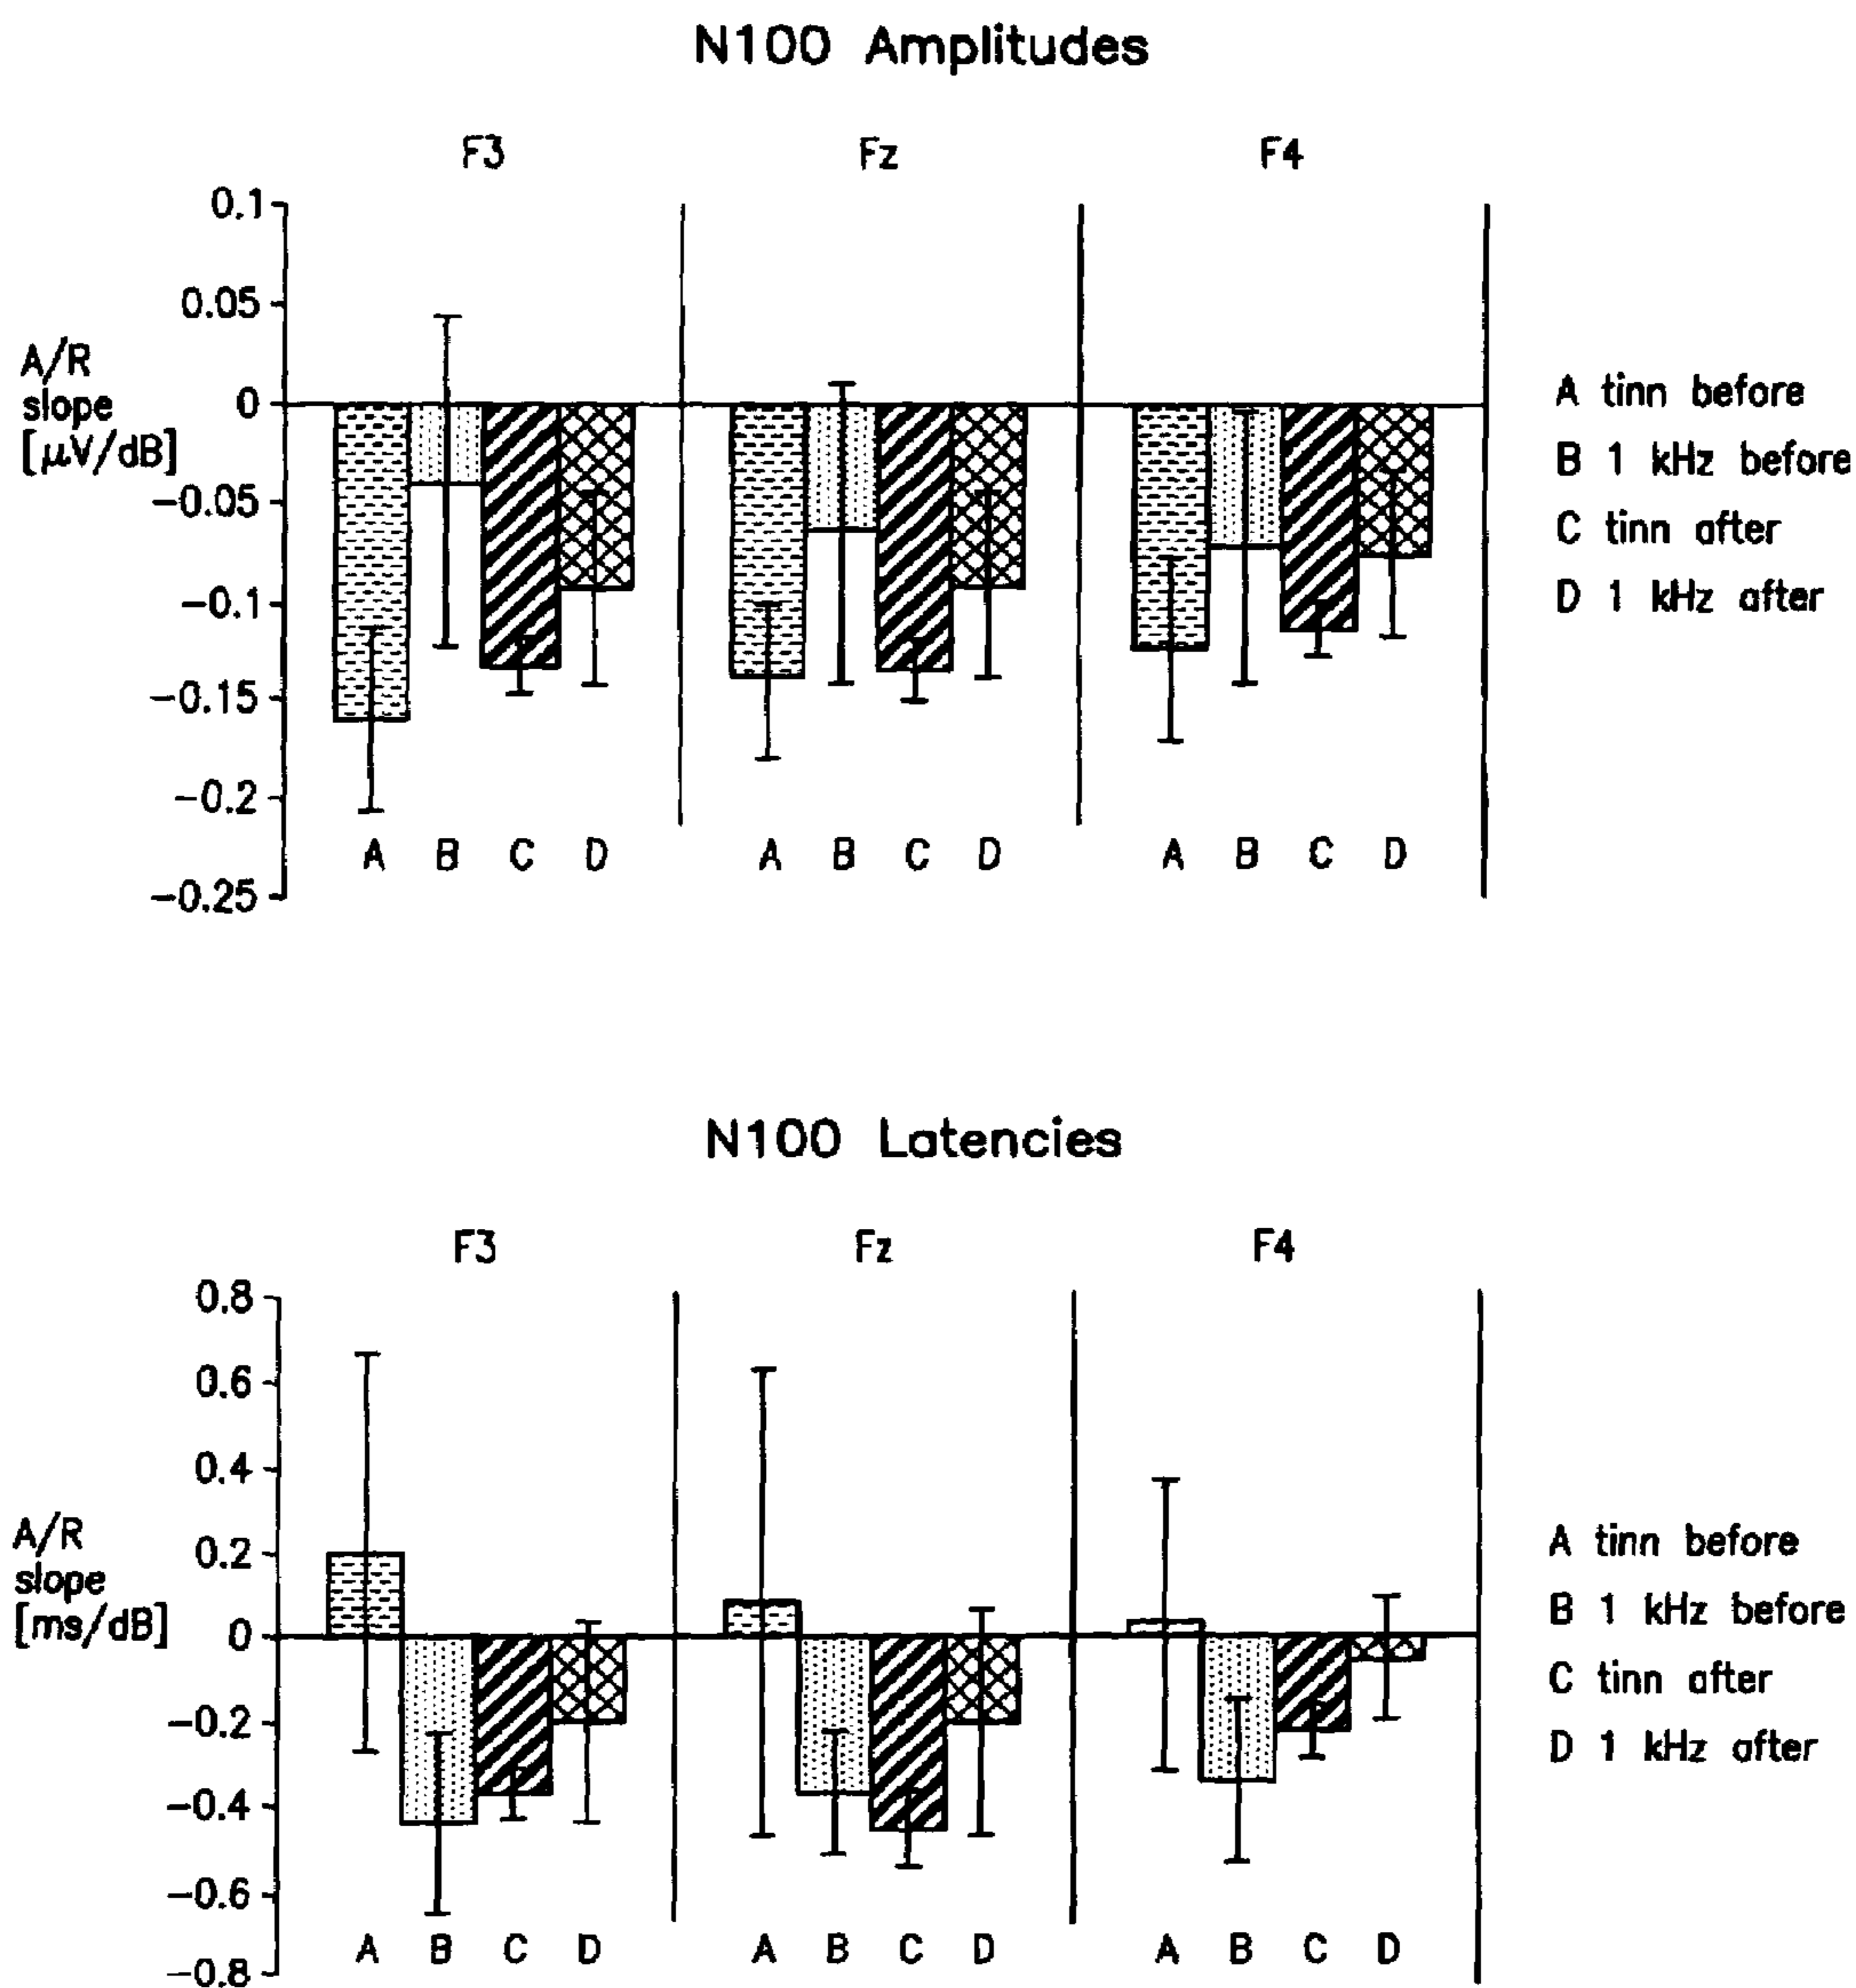 N100 Amplitudes
F3 Fz F4
0.1
0.05
0
−0.05
−0.1
−0.15
−0.2
−0.25
A/R
slope
[μV/dB]
A B C D A B C D A B C D
A tinn before
B 1 kHz before
C tinn after
D 1 kHz after
N100 Latencies
F3 Fz F4
0.8
0.6
0.4
0.2
0
−0.2
−0.4
−0.6
−0.8
A/R
slope
[ms/dB]
A B C D A B C D A B C D
A tinn before
B 1 kHz before
C tinn after
D 1 kHz after